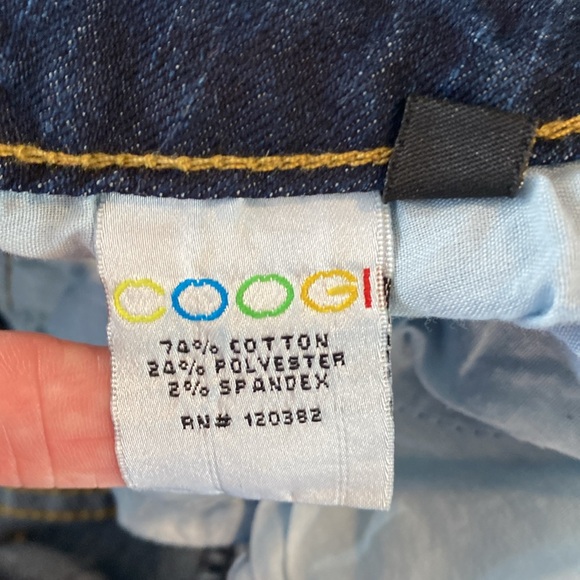 COOGI
74% COTTON
24% POLYESTER
2% SPANDEX
RN# 120382